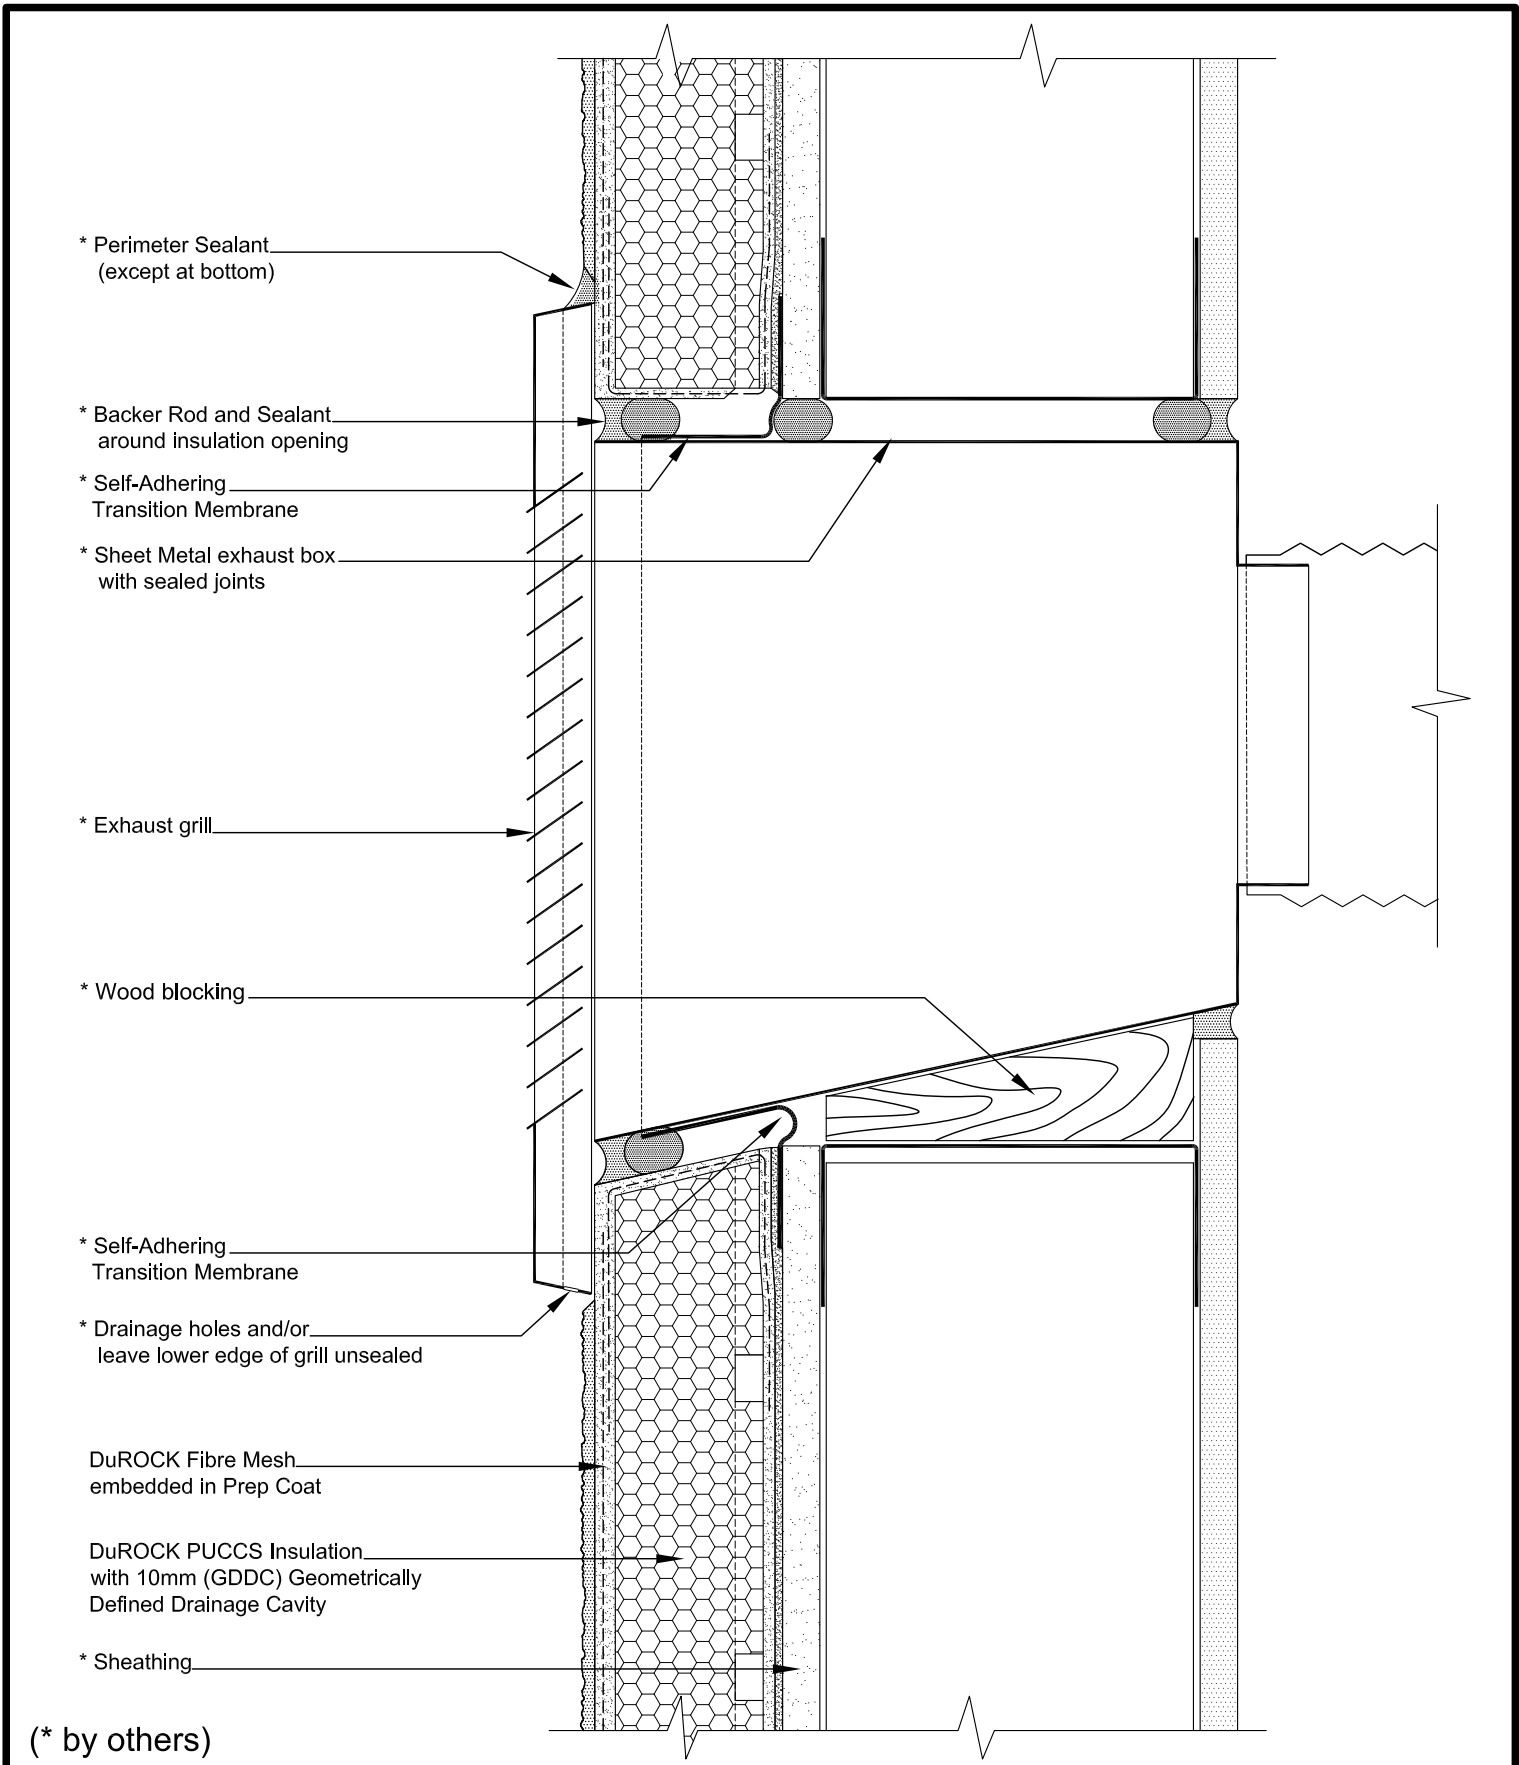 * Perimeter Sealant
(except at bottom)
* Backer Rod and Sealant
around insulation opening
* Self-Adhering
Transition Membrane
* Sheet Metal exhaust box
with sealed joints
* Exhaust grill
* Wood blocking
* Self-Adhering
Transition Membrane
* Drainage holes and/or
leave lower edge of grill unsealed
DuROCK Fibre Mesh
embedded in Prep Coat
DuROCK PUCCS Insulation
with 10mm (GDDC) Geometrically
Defined Drainage Cavity
* Sheathing
(* by others)